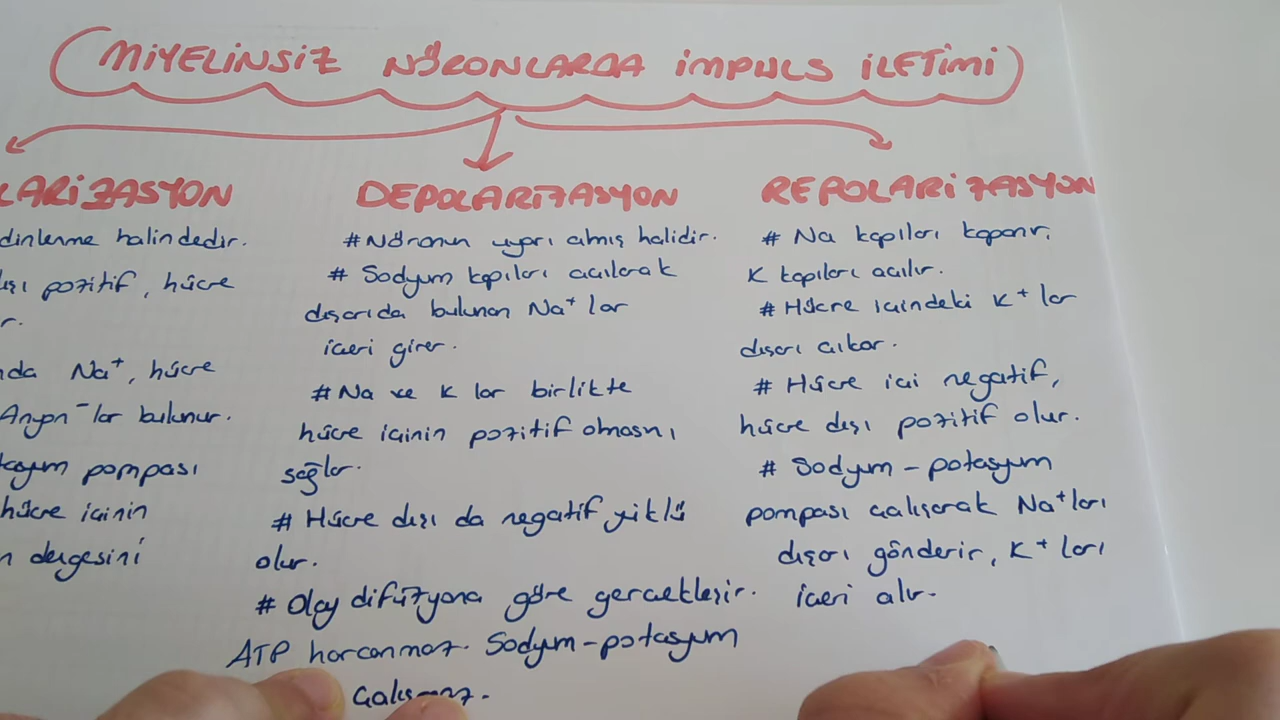 (MİYELİNSİZ NÖRONLARDA İMPULS İLETİMİ)
LARİZASYON
dinlenme halindedir.
ışı pozitif, hücre
r.
nda Na+, hücre
Anyon-lar bulunur.
tasyum pompası
hücre içinin
n dengesini
DEPOLARİZASYON
#Nöronun uyarı almış halidir.
# Sodyum kapıları açılarak
dışarıda bulunan Na+ lar
içeri girer.
# Na ve K lar birlikte
hücre içinin pozitif olmasını
sağlar.
# Hücre dışı da negatif yüklü
olur.
# Olay difüzyona göre gerçekleşir.
ATP harcanmaz. Sodyum-potasyum
çalışmaz.
REPOLARİZASYON
# Na kapıları kapanır,
K kapıları açılır.
# Hücre içindeki K+ lar
dışarı çıkar.
# Hücre içi negatif,
hücre dışı pozitif olur.
# Sodyum-potasyum
pompası çalışarak Na+ları
dışarı gönderir, K+ ları
içeri alır.